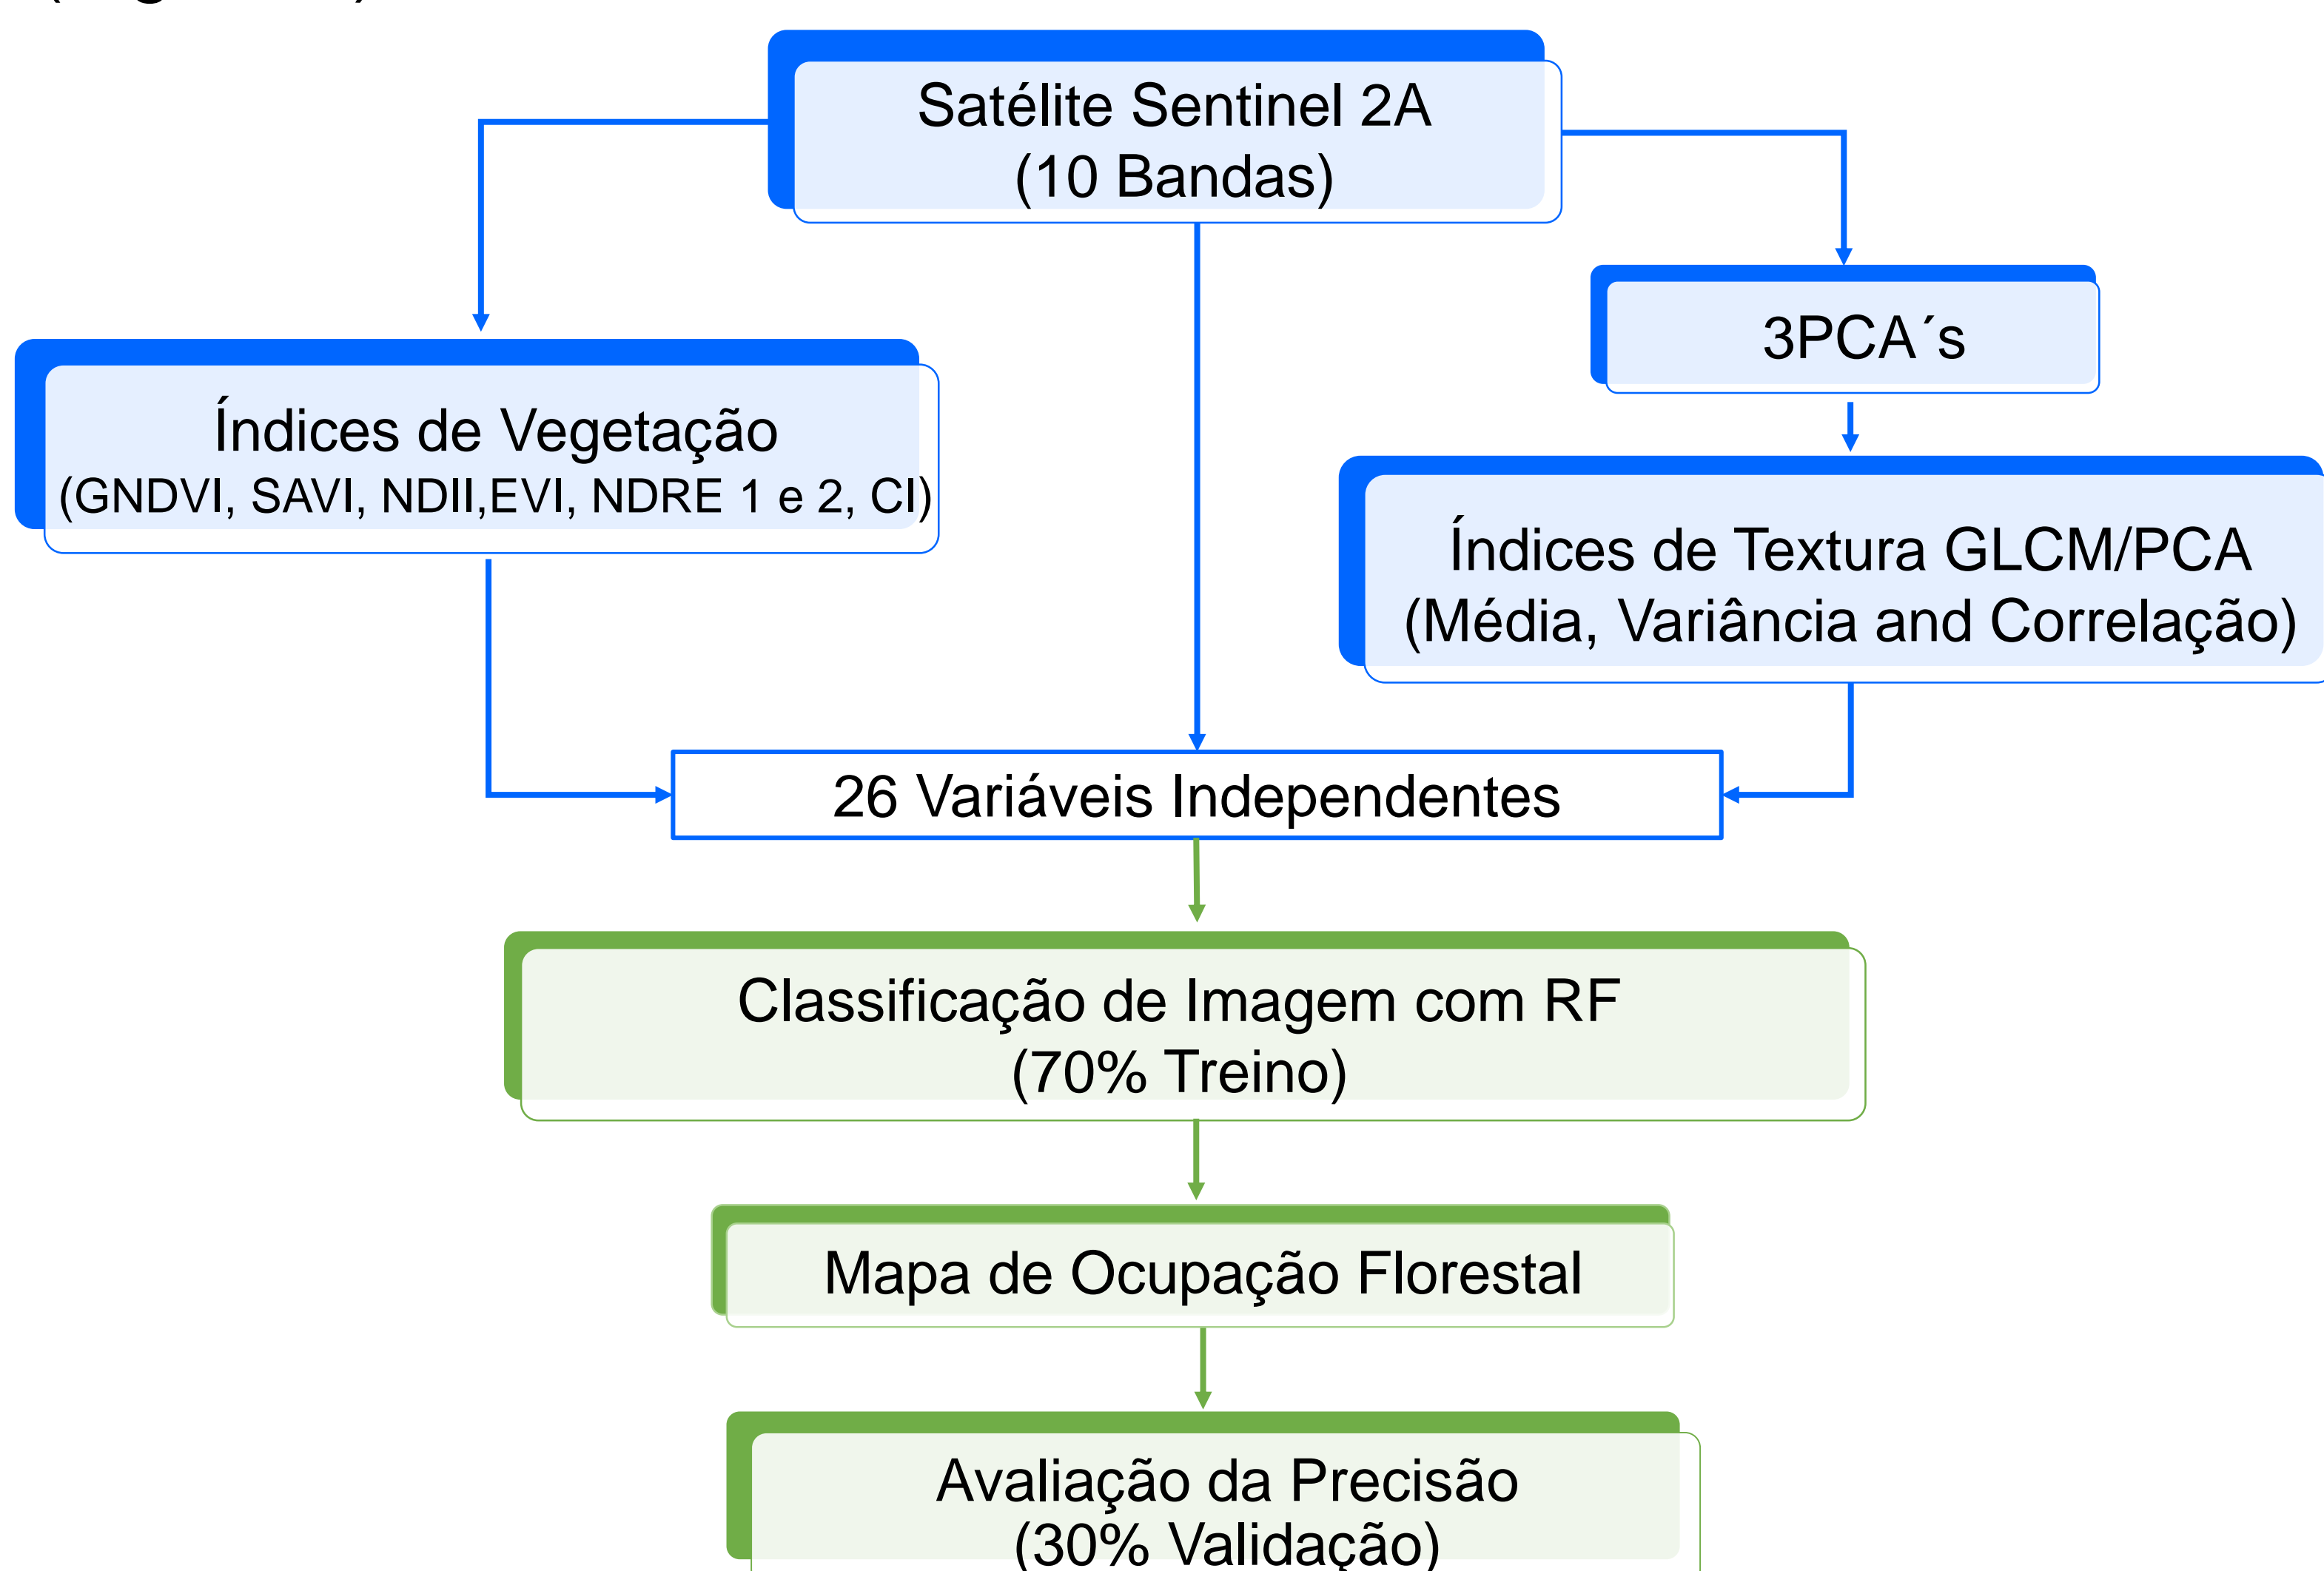 Satélite Sentinel 2A
(10 Bandas)
3PCA´s
Índices de Vegetação
(GNDVI, SAVI, NDII,EVI, NDRE 1 e 2, CI)
Índices de Textura GLCM/PCA
(Média, Variância and Correlação)
26 Variáveis Independentes
Classificação de Imagem com RF
(70% Treino)
Mapa de Ocupação Florestal
Avaliação da Precisão
(30% Validação)